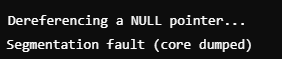 Dereferencing a NULL pointer...
Segmentation fault (core dumped)